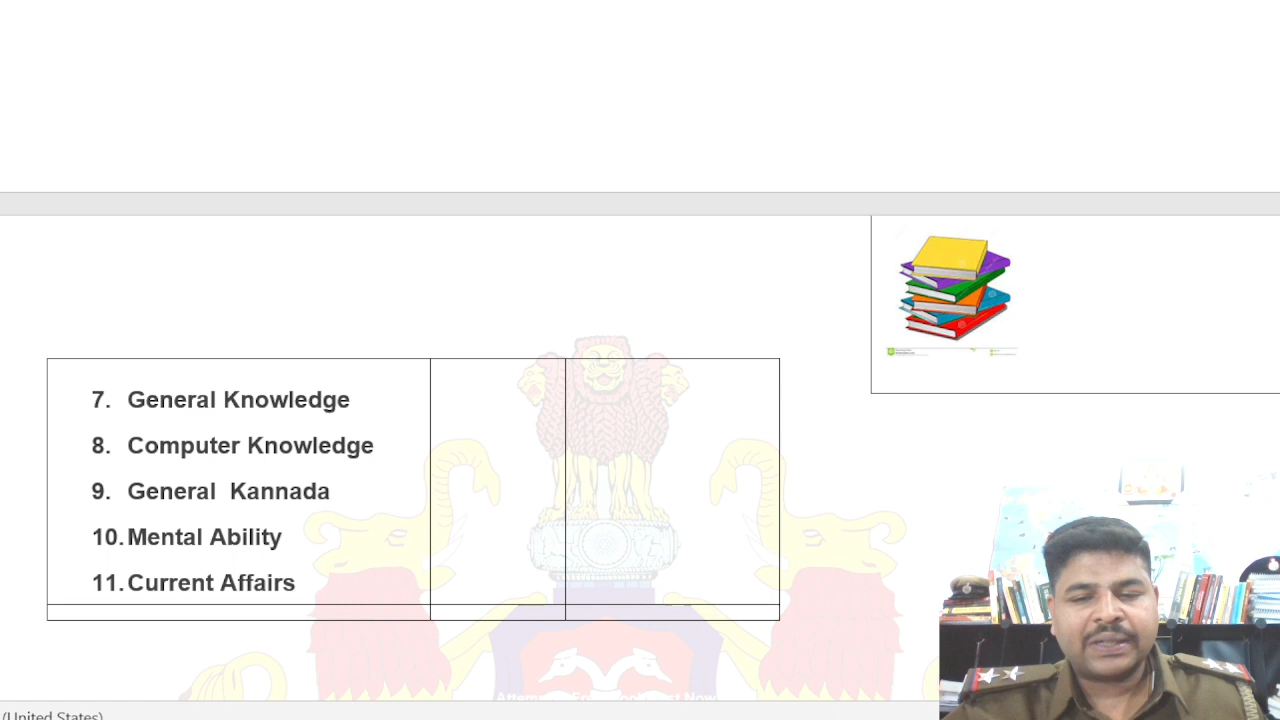 7. General Knowledge
8. Computer Knowledge
9. General Kannada
10. Mental Ability
11. Current Affairs
(United States)